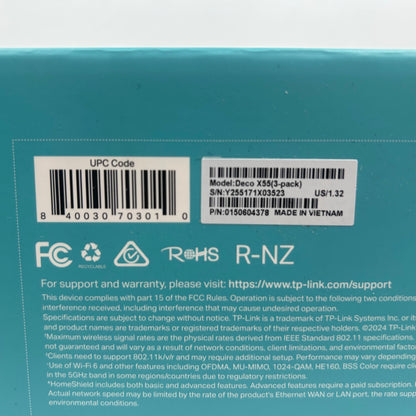 UPC Code
8 40030 70301 0
Model:Deco X55(3-pack)
S/N:Y255171X03523 US/1.32
P/N:0150604378 MADE IN VIETNAM
FC RECYCLABLE RoHS R-NZ
For support and warranty, please visit: https://www.tp-link.com/support
This device complies with part 15 of the FCC Rules. Operation is subject to the following two conditions
interference received, including interference that may cause undesired operation.
Specifications are subject to change without notice. TP-Link is a trademark of TP-Link Systems Inc. or
and product names are trademarks or registered trademarks of their respective holders. ©2024 TP-Link
¹Maximum wireless signal rates are the physical rates derived from IEEE Standard 802.11 specifications.
not guaranteed and will vary as a result of network conditions, client limitations, and environmental factor
²Clients need to support 802.11k/v/r and may require additional setup. Performance may vary depending
³Use of Wi-Fi 6 and other features including OFDMA, MU-MIMO, 1024-QAM, HE160, BSS Color require cli
in the 5GHz band in some regions/countries due to regulatory restrictions.
*HomeShield includes both basic and advanced features. Advanced features require a paid subscription.
Actual network speed may be limited by the rate of the product's Ethernet WAN or LAN port, the rate sup
environmental